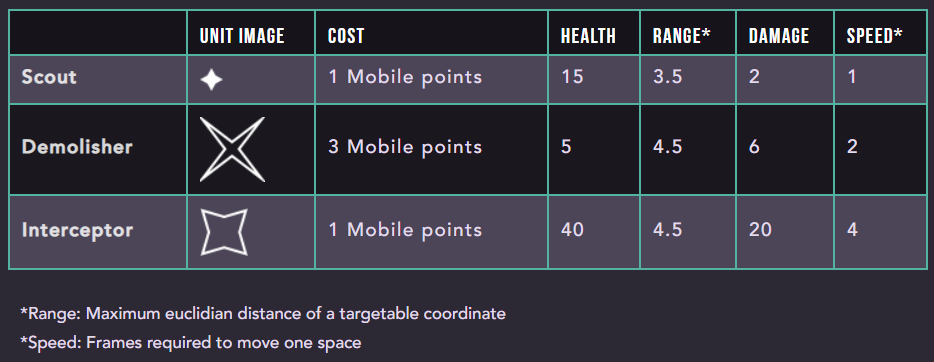 UNIT IMAGE COST HEALTH RANGE* DAMAGE SPEED*
Scout 1 Mobile points 15 3.5 2 1
Demolisher 3 Mobile points 5 4.5 6 2
Interceptor 1 Mobile points 40 4.5 20 4
*Range: Maximum euclidian distance of a targetable coordinate
*Speed: Frames required to move one space